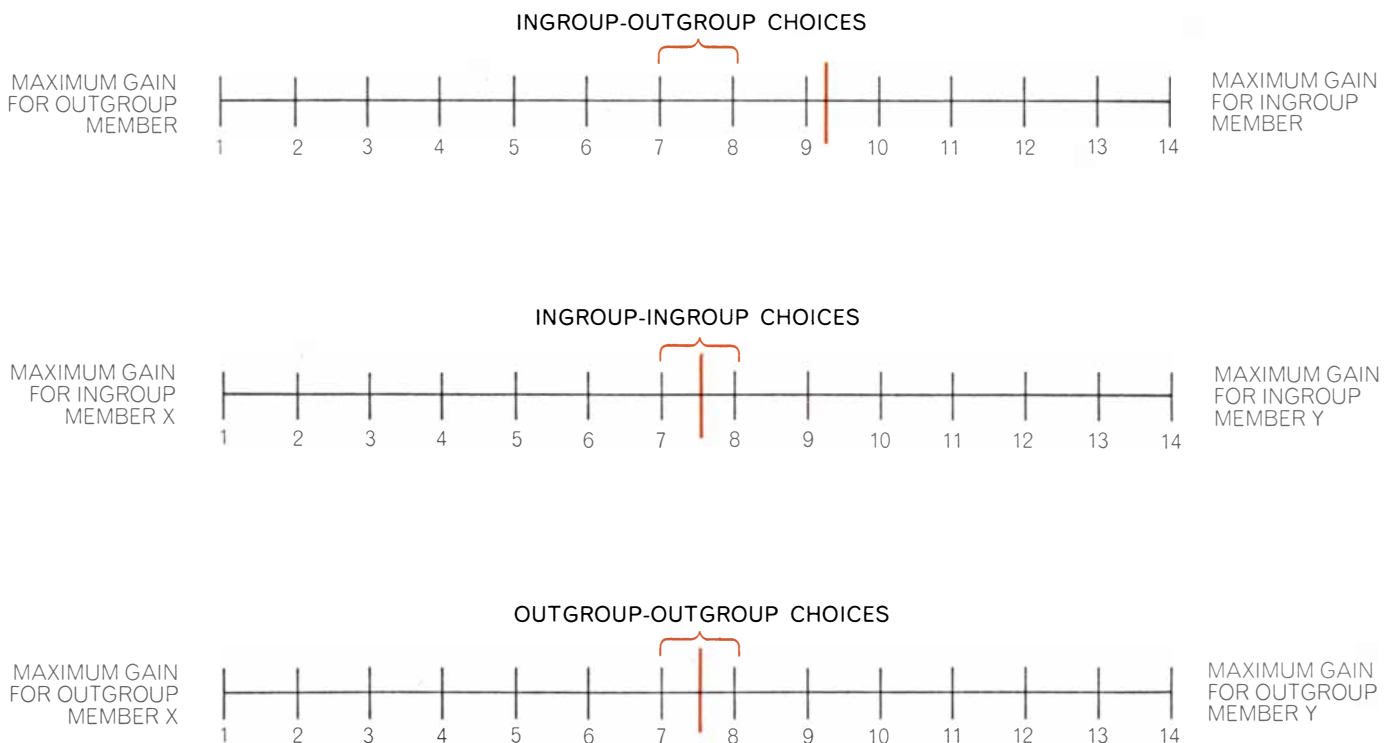 INGROUP-OUTGROUP CHOICES
MAXIMUM GAIN
FOR OUTGROUP
MEMBER
1 2 3 4 5 6 7 8 9 10 11 12 13 14
MAXIMUM GAIN
FOR INGROUP
MEMBER
INGROUP-INGROUP CHOICES
MAXIMUM GAIN
FOR INGROUP
MEMBER X
1 2 3 4 5 6 7 8 9 10 11 12 13 14
MAXIMUM GAIN
FOR INGROUP
MEMBER Y
OUTGROUP-OUTGROUP CHOICES
MAXIMUM GAIN
FOR OUTGROUP
MEMBER X
1 2 3 4 5 6 7 8 9 10 11 12 13 14
MAXIMUM GAIN
FOR OUTGROUP
MEMBER Y